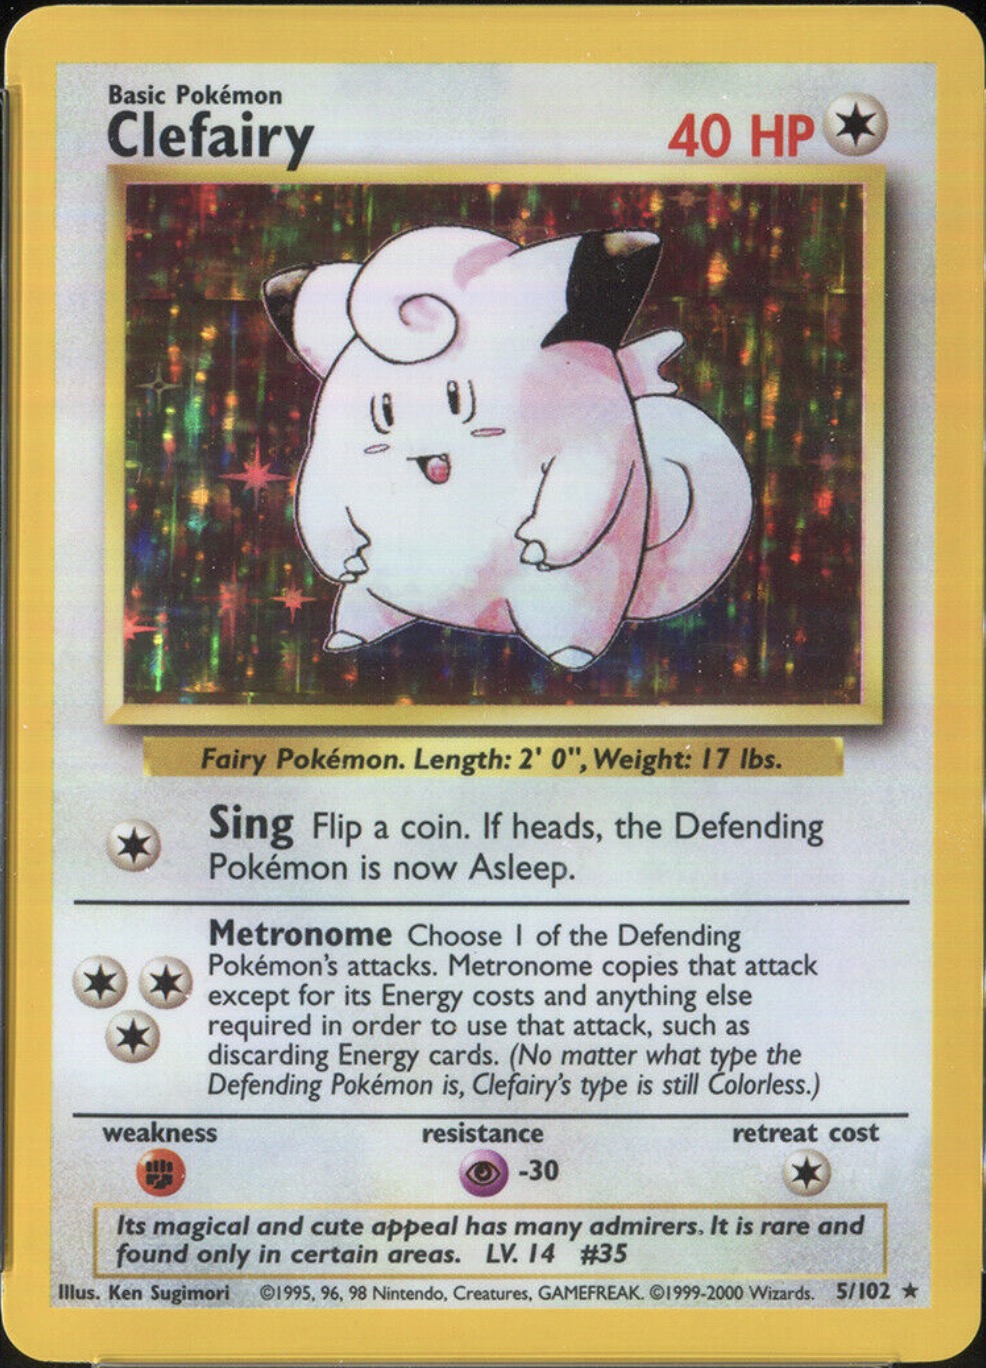 Basic Pokémon
Clefairy
40 HP
Fairy Pokémon. Length: 2' 0", Weight: 17 lbs.
Sing Flip a coin. If heads, the Defending
Pokémon is now Asleep.
Metronome Choose 1 of the Defending
Pokémon's attacks. Metronome copies that attack
except for its Energy costs and anything else
required in order to use that attack, such as
discarding Energy cards. (No matter what type the
Defending Pokémon is, Clefairy's type is still Colorless.)
weakness resistance retreat cost
-30
Its magical and cute appeal has many admirers. It is rare and
found only in certain areas. LV. 14 #35
Illus. Ken Sugimori ©1995, 96, 98 Nintendo, Creatures, GAMEFREAK. ©1999-2000 Wizards. 5/102 ★